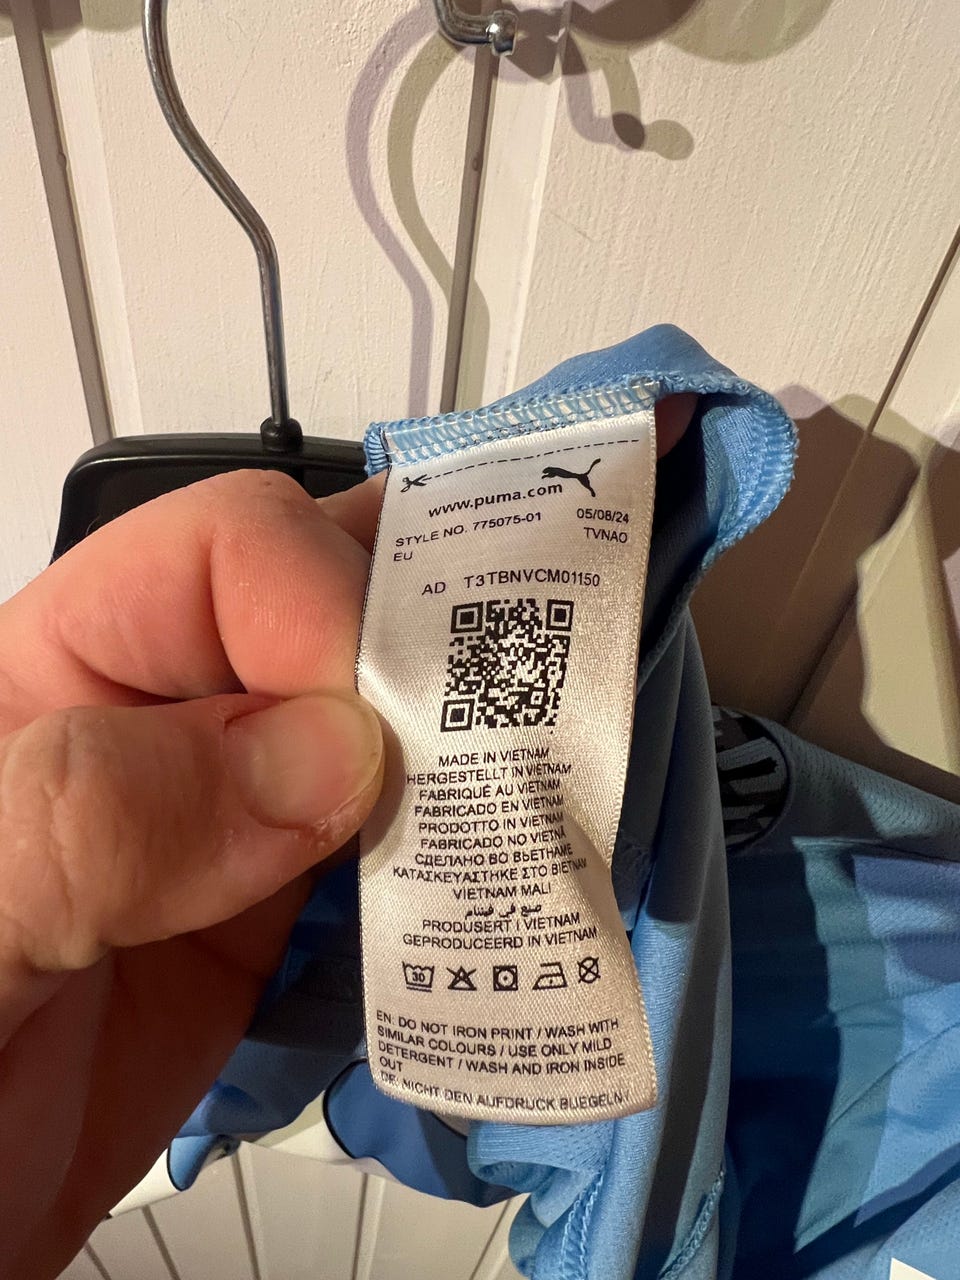 www.puma.com
STYLE NO. 775075-01 05/08/24
EU TVNAO
AD T3TBNVCM01150
MADE IN VIETNAM
HERGESTELLT IN VIETNAM
FABRIQUÉ AU VIETNAM
FABRICADO EN VIETNAM
PRODOTTO IN VIETNAM
FABRICADO NO VIETNÃ
СДЕЛАНО ВО ВЬЕТНАМЕ
ΚΑΤΑΣΚΕΥΑΣΤΗΚΕ ΣΤΟ ΒΙΕΤΝΑΜ
VIETNAM MALI
صنع في فيتنام
PRODUSERT I VIETNAM
GEPRODUCEERD IN VIETNAM
30
EN: DO NOT IRON PRINT / WASH WITH
SIMILAR COLOURS / USE ONLY MILD
DETERGENT / WASH AND IRON INSIDE
OUT
DE: NICHT DEN AUFDRUCK BUEGELN /